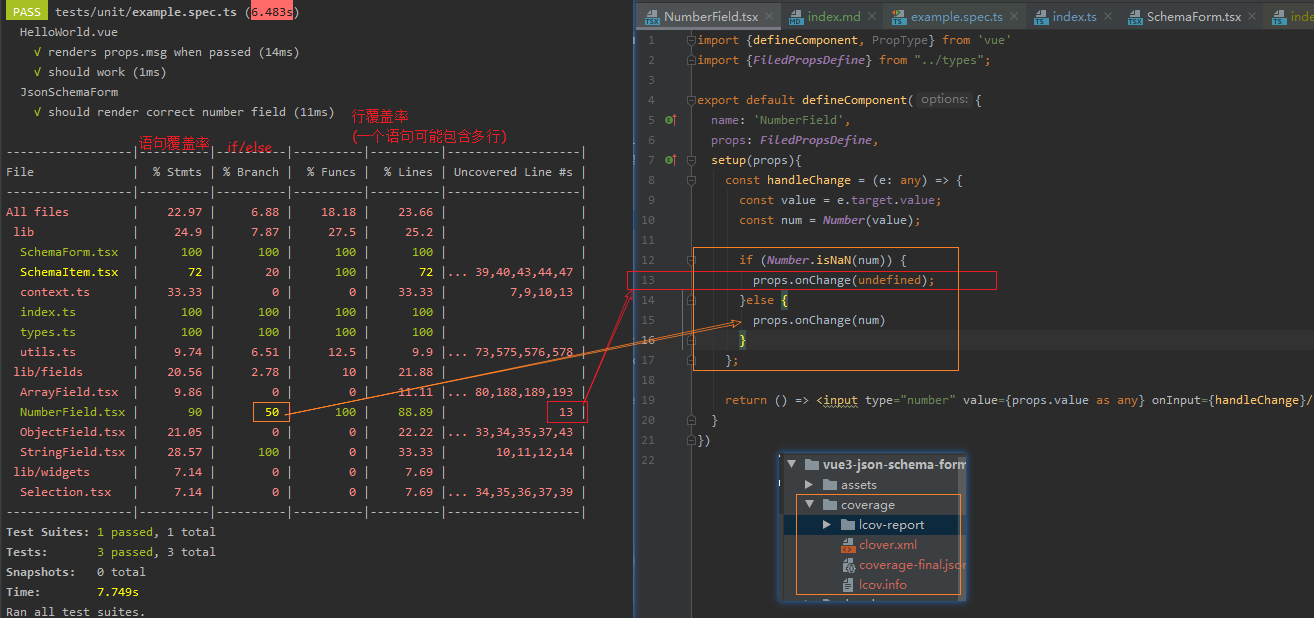 PASS tests/unit/example.spec.ts (6.483s)
HelloWorld.vue
√ renders props.msg when passed (14ms)
√ should work (1ms)
JsonSchemaForm
√ should render correct number field (11ms)
语句覆盖率
if/else
行覆盖率
(一个语句可能包含多行)
File | % Stmts | % Branch | % Funcs | % Lines | Uncovered Line #s |
All files | 22.97 | 6.88 | 18.18 | 23.66 | |
lib | 24.9 | 7.87 | 27.5 | 25.2 | |
SchemaForm.tsx | 100 | 100 | 100 | 100 | |
SchemaItem.tsx | 72 | 20 | 100 | 72 |... 39,40,43,44,47 |
context.ts | 33.33 | 0 | 0 | 33.33 | 7,9,10,13 |
index.ts | 100 | 100 | 100 | 100 | |
types.ts | 100 | 100 | 100 | 100 | |
utils.ts | 9.74 | 6.51 | 12.5 | 9.9 |... 73,575,576,578 |
lib/fields | 20.56 | 2.78 | 10 | 21.88 | |
ArrayField.tsx | 9.86 | 0 | 0 | 11.11 |... 80,188,189,193 |
NumberField.tsx | 90 | 50 | 100 | 88.89 | 13 |
ObjectField.tsx | 21.05 | 0 | 0 | 22.22 |... 33,34,35,37,43 |
StringField.tsx | 28.57 | 100 | 0 | 33.33 | 10,11,12,14 |
lib/widgets | 7.14 | 0 | 0 | 7.69 | |
Selection.tsx | 7.14 | 0 | 0 | 7.69 |... 34,35,36,37,39 |
Test Suites: 1 passed, 1 total
Tests: 3 passed, 3 total
Snapshots: 0 total
Time: 7.749s
Ran all test suites.
NumberField.tsx × index.md × example.spec.ts × index.ts × SchemaForm.tsx × inde
1 import {defineComponent, PropType} from 'vue'
2 import {FiledPropsDefine} from "../types";
3
4 export default defineComponent( options: {
5 name: 'NumberField',
6 props: FiledPropsDefine,
7 setup(props){
8 const handleChange = (e: any) => {
9 const value = e.target.value;
10 const num = Number(value);
11
12 if (Number.isNaN(num)) {
13 props.onChange(undefined);
14 }else {
15 props.onChange(num)
16 }
17 };
18
19 return () => <input type="number" value={props.value as any} onInput={handleChange}/
20 }
21 })
22
vue3-json-schema-form
assets
coverage
lcov-report
clover.xml
coverage-final.json
lcov.info